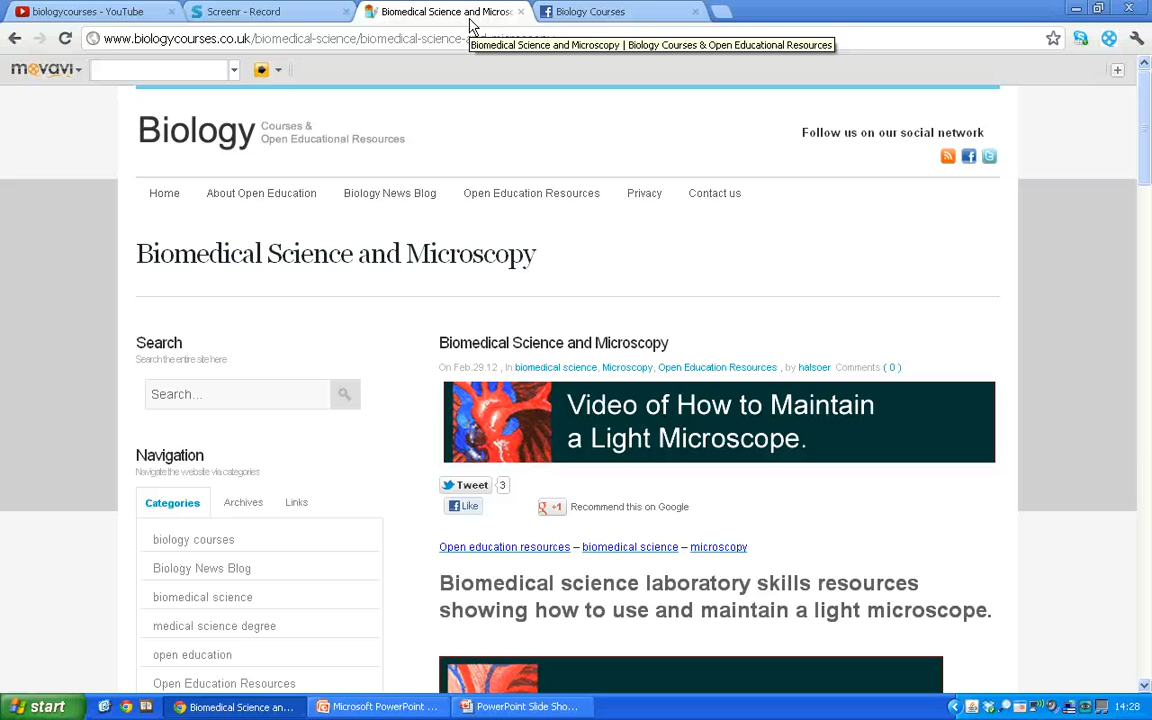 biologycourses - YouTube
Screenr - Record
Biomedical Science and Micros
Biology Courses
www.biologycourses.co.uk/biomedical-science/biomedical-science-
Biomedical Science and Microscopy | Biology Courses & Open Educational Resources
movavi
Biology
Courses &
Open Educational Resources
Follow us on our social network
Home
About Open Education
Biology News Blog
Open Education Resources
Privacy
Contact us
Biomedical Science and Microscopy
Search
Search the entire site here
Search...
Navigation
Navigate the website via categories
Categories
Archives
Links
biology courses
Biology News Blog
biomedical science
medical science degree
open education
Open Education Resources
Biomedical Science and Microscopy
On Feb.29.12 , In biomedical science, Microscopy, Open Education Resources , by halsoer Comments ( 0 )
Video of How to Maintain
a Light Microscope.
Tweet 3
Like
+1 Recommend this on Google
Open education resources – biomedical science – microscopy
Biomedical science laboratory skills resources
showing how to use and maintain a light microscope.
start
Biomedical Science an...
Microsoft PowerPoint ...
PowerPoint Slide Sho...
14:28